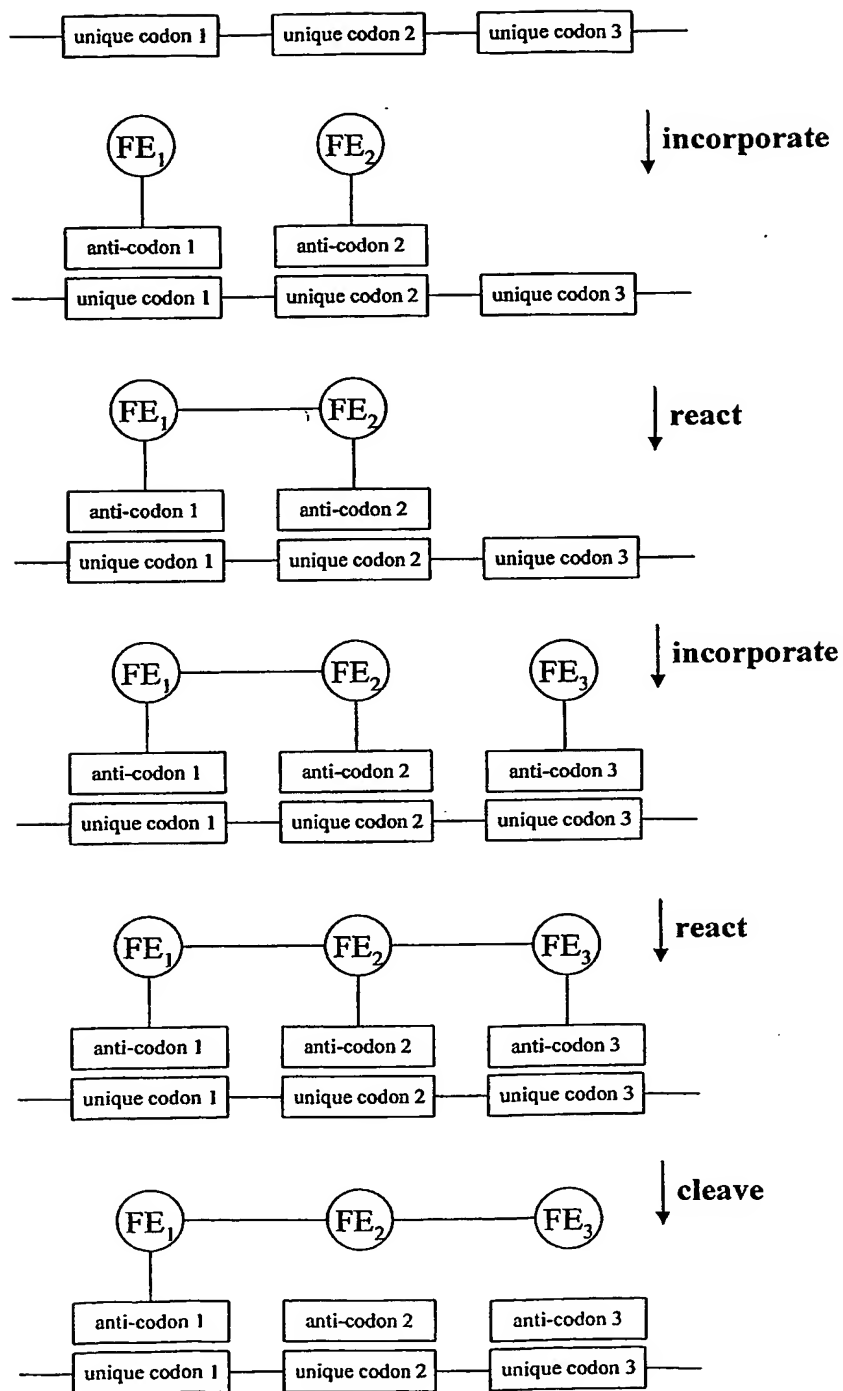 unique codon 1 unique codon 2 unique codon 3
incorporate
FE1 FE2
anti-codon 1 anti-codon 2
unique codon 1 unique codon 2 unique codon 3
react
FE1 FE2
anti-codon 1 anti-codon 2
unique codon 1 unique codon 2 unique codon 3
incorporate
FE1 FE2 FE3
anti-codon 1 anti-codon 2 anti-codon 3
unique codon 1 unique codon 2 unique codon 3
react
FE1 FE2 FE3
anti-codon 1 anti-codon 2 anti-codon 3
unique codon 1 unique codon 2 unique codon 3
cleave
FE1 FE2 FE3
anti-codon 1 anti-codon 2 anti-codon 3
unique codon 1 unique codon 2 unique codon 3